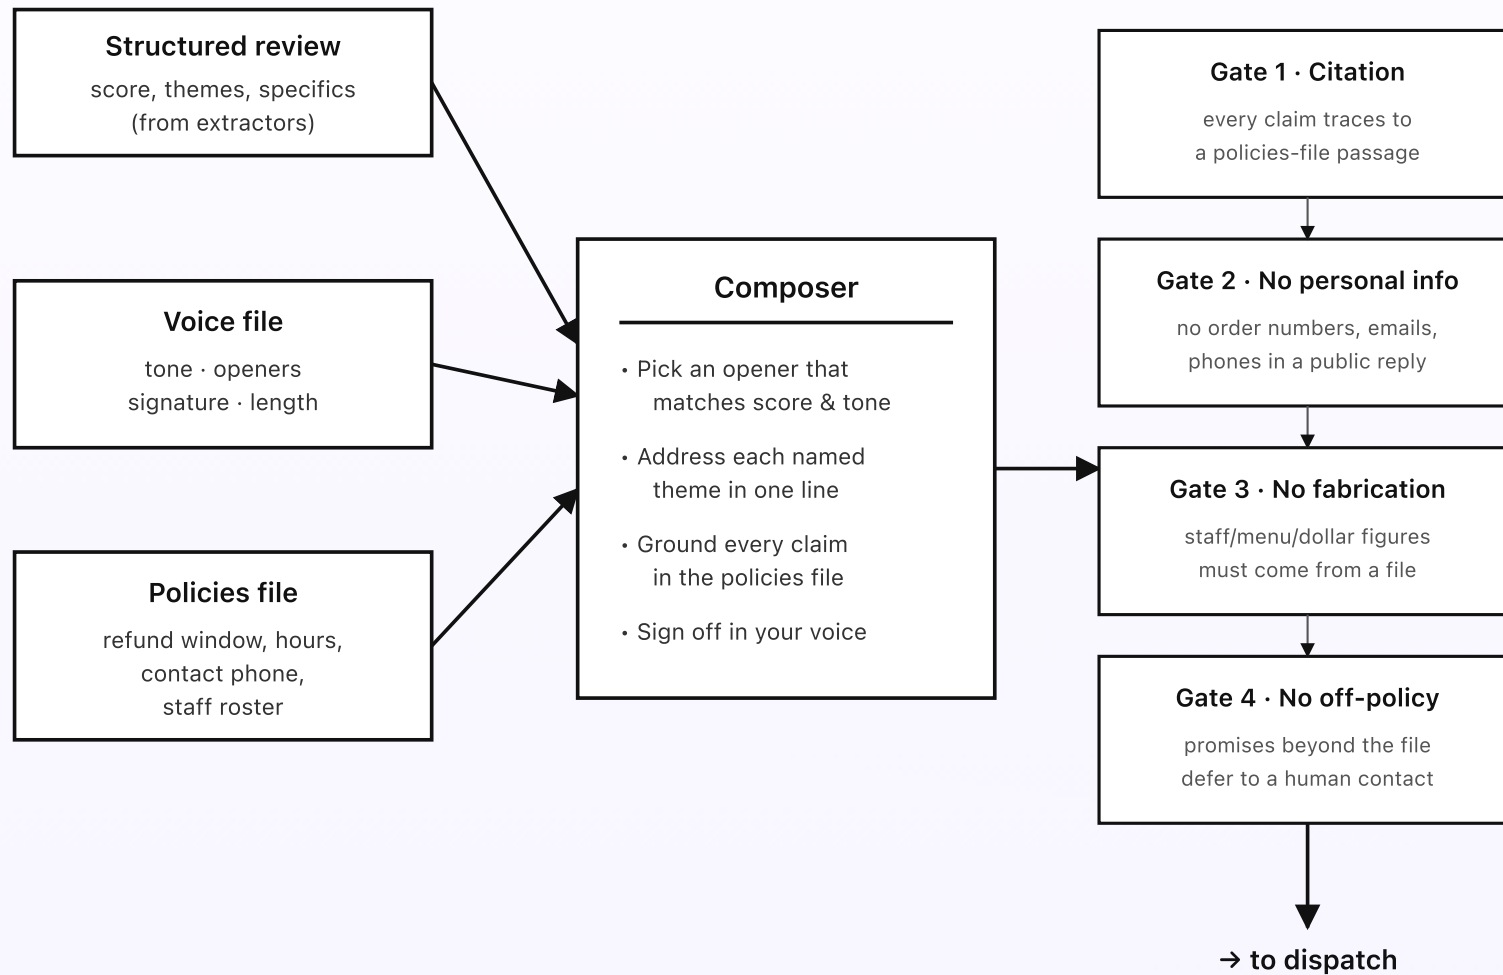 Structured review
score, themes, specifics
(from extractors)
Voice file
tone · openers
signature · length
Policies file
refund window, hours,
contact phone,
staff roster
Composer
• Pick an opener that
matches score & tone
• Address each named
theme in one line
• Ground every claim
in the policies file
• Sign off in your voice
Gate 1 · Citation
every claim traces to
a policies-file passage
Gate 2 · No personal info
no order numbers, emails,
phones in a public reply
Gate 3 · No fabrication
staff/menu/dollar figures
must come from a file
Gate 4 · No off-policy
promises beyond the file
defer to a human contact
→ to dispatch